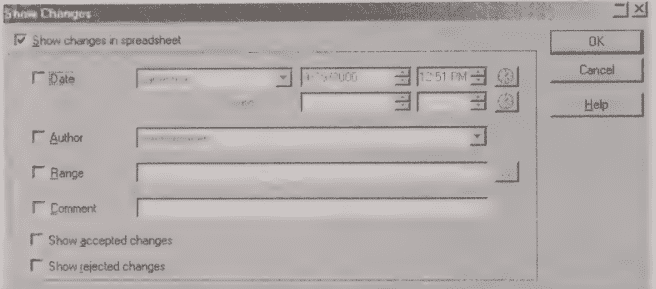 Show Changes
Show changes in spreadsheet
OK
Date
12:51 PM
Cancel
Help
Author
Range
...
Comment
Show accepted changes
Show rejected changes